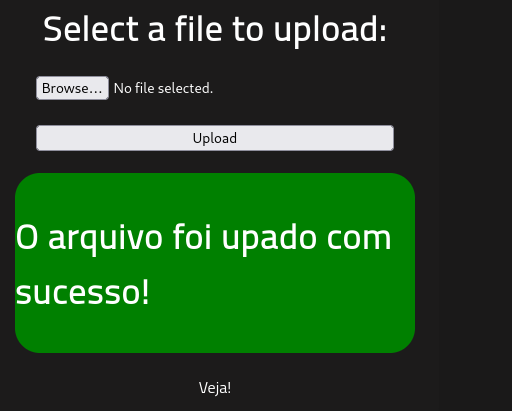 Select a file to upload:
Browse... No file selected.
Upload
O arquivo foi upado com
sucesso!
Veja!